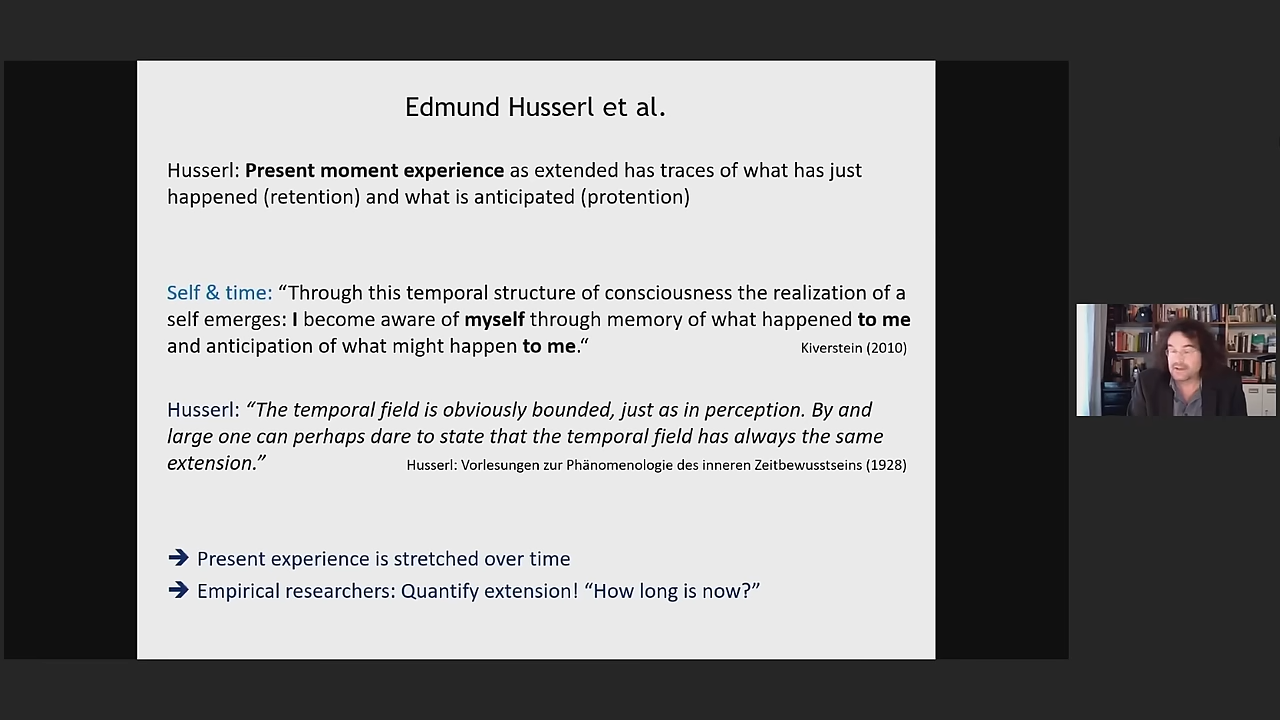 Edmund Husserl et al.
Husserl: Present moment experience as extended has traces of what has just
happened (retention) and what is anticipated (protention)
Self & time: “Through this temporal structure of consciousness the realization of a
self emerges: I become aware of myself through memory of what happened to me
and anticipation of what might happen to me.“
Kiverstein (2010)
Husserl: “The temporal field is obviously bounded, just as in perception. By and
large one can perhaps dare to state that the temporal field has always the same
extension.”
Husserl: Vorlesungen zur Phänomenologie des inneren Zeitbewusstseins (1928)
➔ Present experience is stretched over time
➔ Empirical researchers: Quantify extension! “How long is now?”